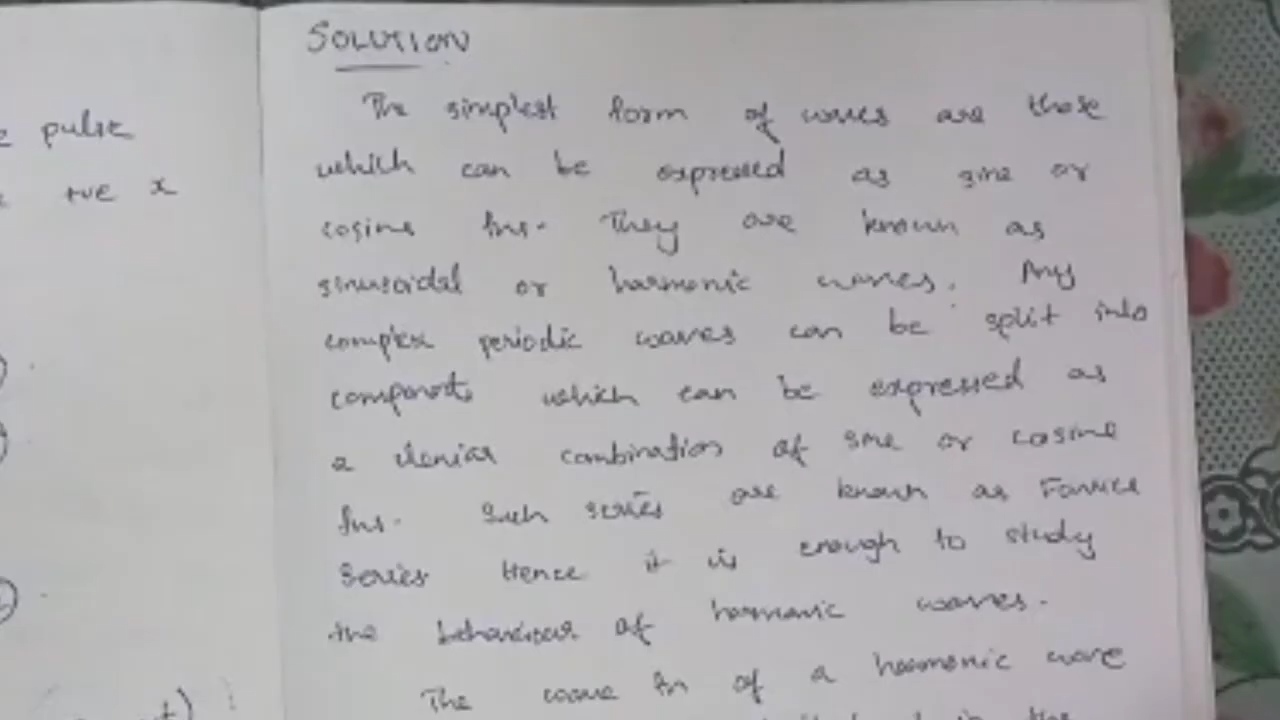 pulse
tve x
SOLUTION
The simplest form of waves are those
which can be expressed as sine or
cosine fns. They are known as
sinusoidal or harmonic waves. Any
complex periodic waves can be split into
components which can be expressed as
a combination of sine or cosine
fns. Such series are known as
series Hence it is enough to study
the behaviour of harmonic waves.
The wave fn of a harmonic wave
in the